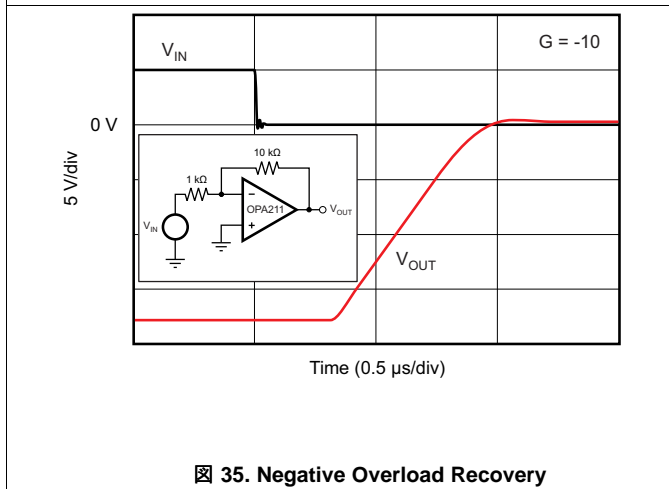 V_IN
G = -10
0 V
5 V/div
10 kΩ
1 kΩ
−
OPA211
+
V_OUT
V_IN
V_OUT
Time (0.5 μs/div)
図 35. Negative Overload Recovery